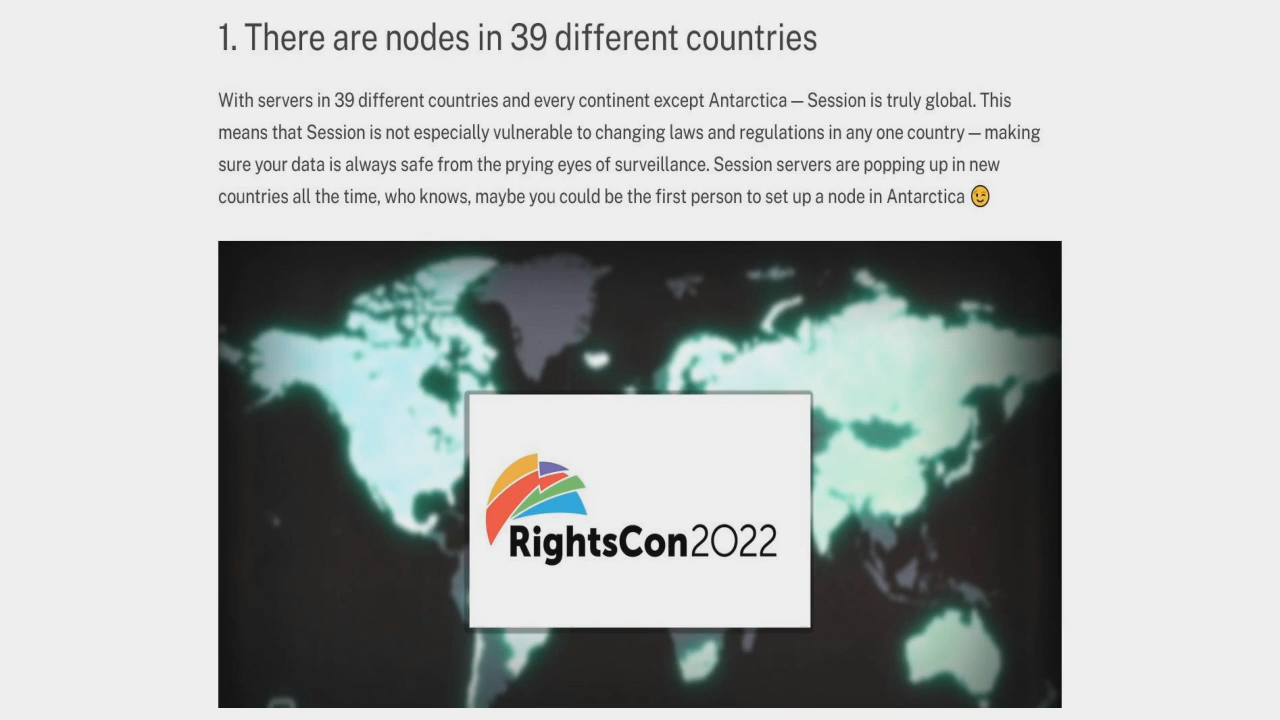 1. There are nodes in 39 different countries
With servers in 39 different countries and every continent except Antarctica — Session is truly global. This
means that Session is not especially vulnerable to changing laws and regulations in any one country — making
sure your data is always safe from the prying eyes of surveillance. Session servers are popping up in new
countries all the time, who knows, maybe you could be the first person to set up a node in Antarctica 😉
RightsCon2022